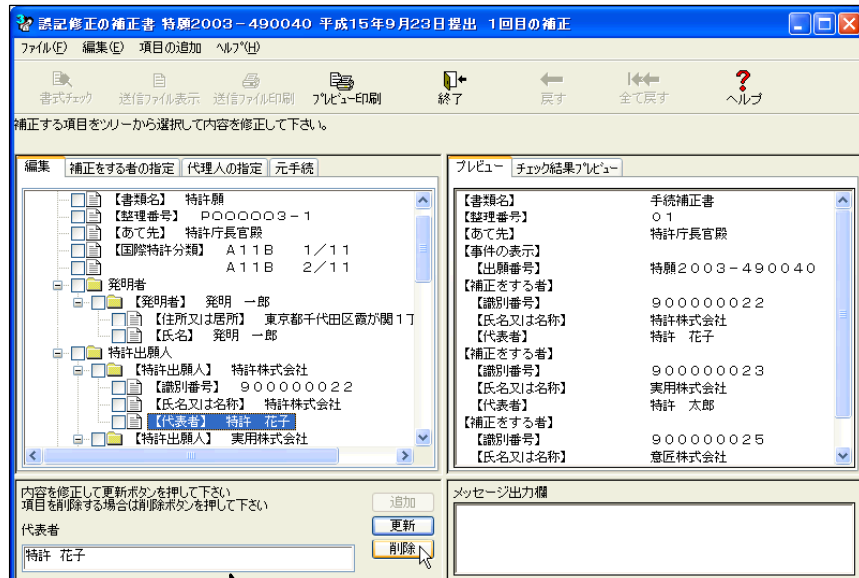 誤記修正の補正書 特願2003－490040 平成15年9月23日提出 1回目の補正
ファイル(F) 編集(E) 項目の追加 ヘルプ(H)
書式チェック 送信ファイル表示 送信ファイル印刷 プレビュー印刷 終了 戻す 全て戻す ヘルプ
補正する項目をツリーから選択して内容を修正して下さい。
編集 補正をする者の指定 代理人の指定 元手続
【書類名】 特許願
【整理番号】 Ｐ０００００３－１
【あて先】 特許庁長官殿
【国際特許分類】 Ａ１１Ｂ １／１１
Ａ１１Ｂ ２／１１
発明者
【発明者】 発明 一郎
【住所又は居所】 東京都千代田区霞が関１丁
【氏名】 発明 一郎
特許出願人
【特許出願人】 特許株式会社
【識別番号】 ９０００００００２２
【氏名又は名称】 特許株式会社
【代表者】 特許 花子
【特許出願人】 実用株式会社
プレビュー チェック結果プレビュー
【書類名】 手続補正書
【整理番号】 ０１
【あて先】 特許庁長官殿
【事件の表示】
【出願番号】 特願２００３－４９００４０
【補正をする者】
【識別番号】 ９０００００００２２
【氏名又は名称】 特許株式会社
【代表者】 特許 花子
【補正をする者】
【識別番号】 ９０００００００２３
【氏名又は名称】 実用株式会社
【代表者】 特許 太郎
【補正をする者】
【識別番号】 ９０００００００２５
【氏名又は名称】 意匠株式会社
内容を修正して更新ボタンを押して下さい
項目を削除する場合は削除ボタンを押して下さい
追加
代表者
更新
特許 花子
削除
メッセージ出力欄